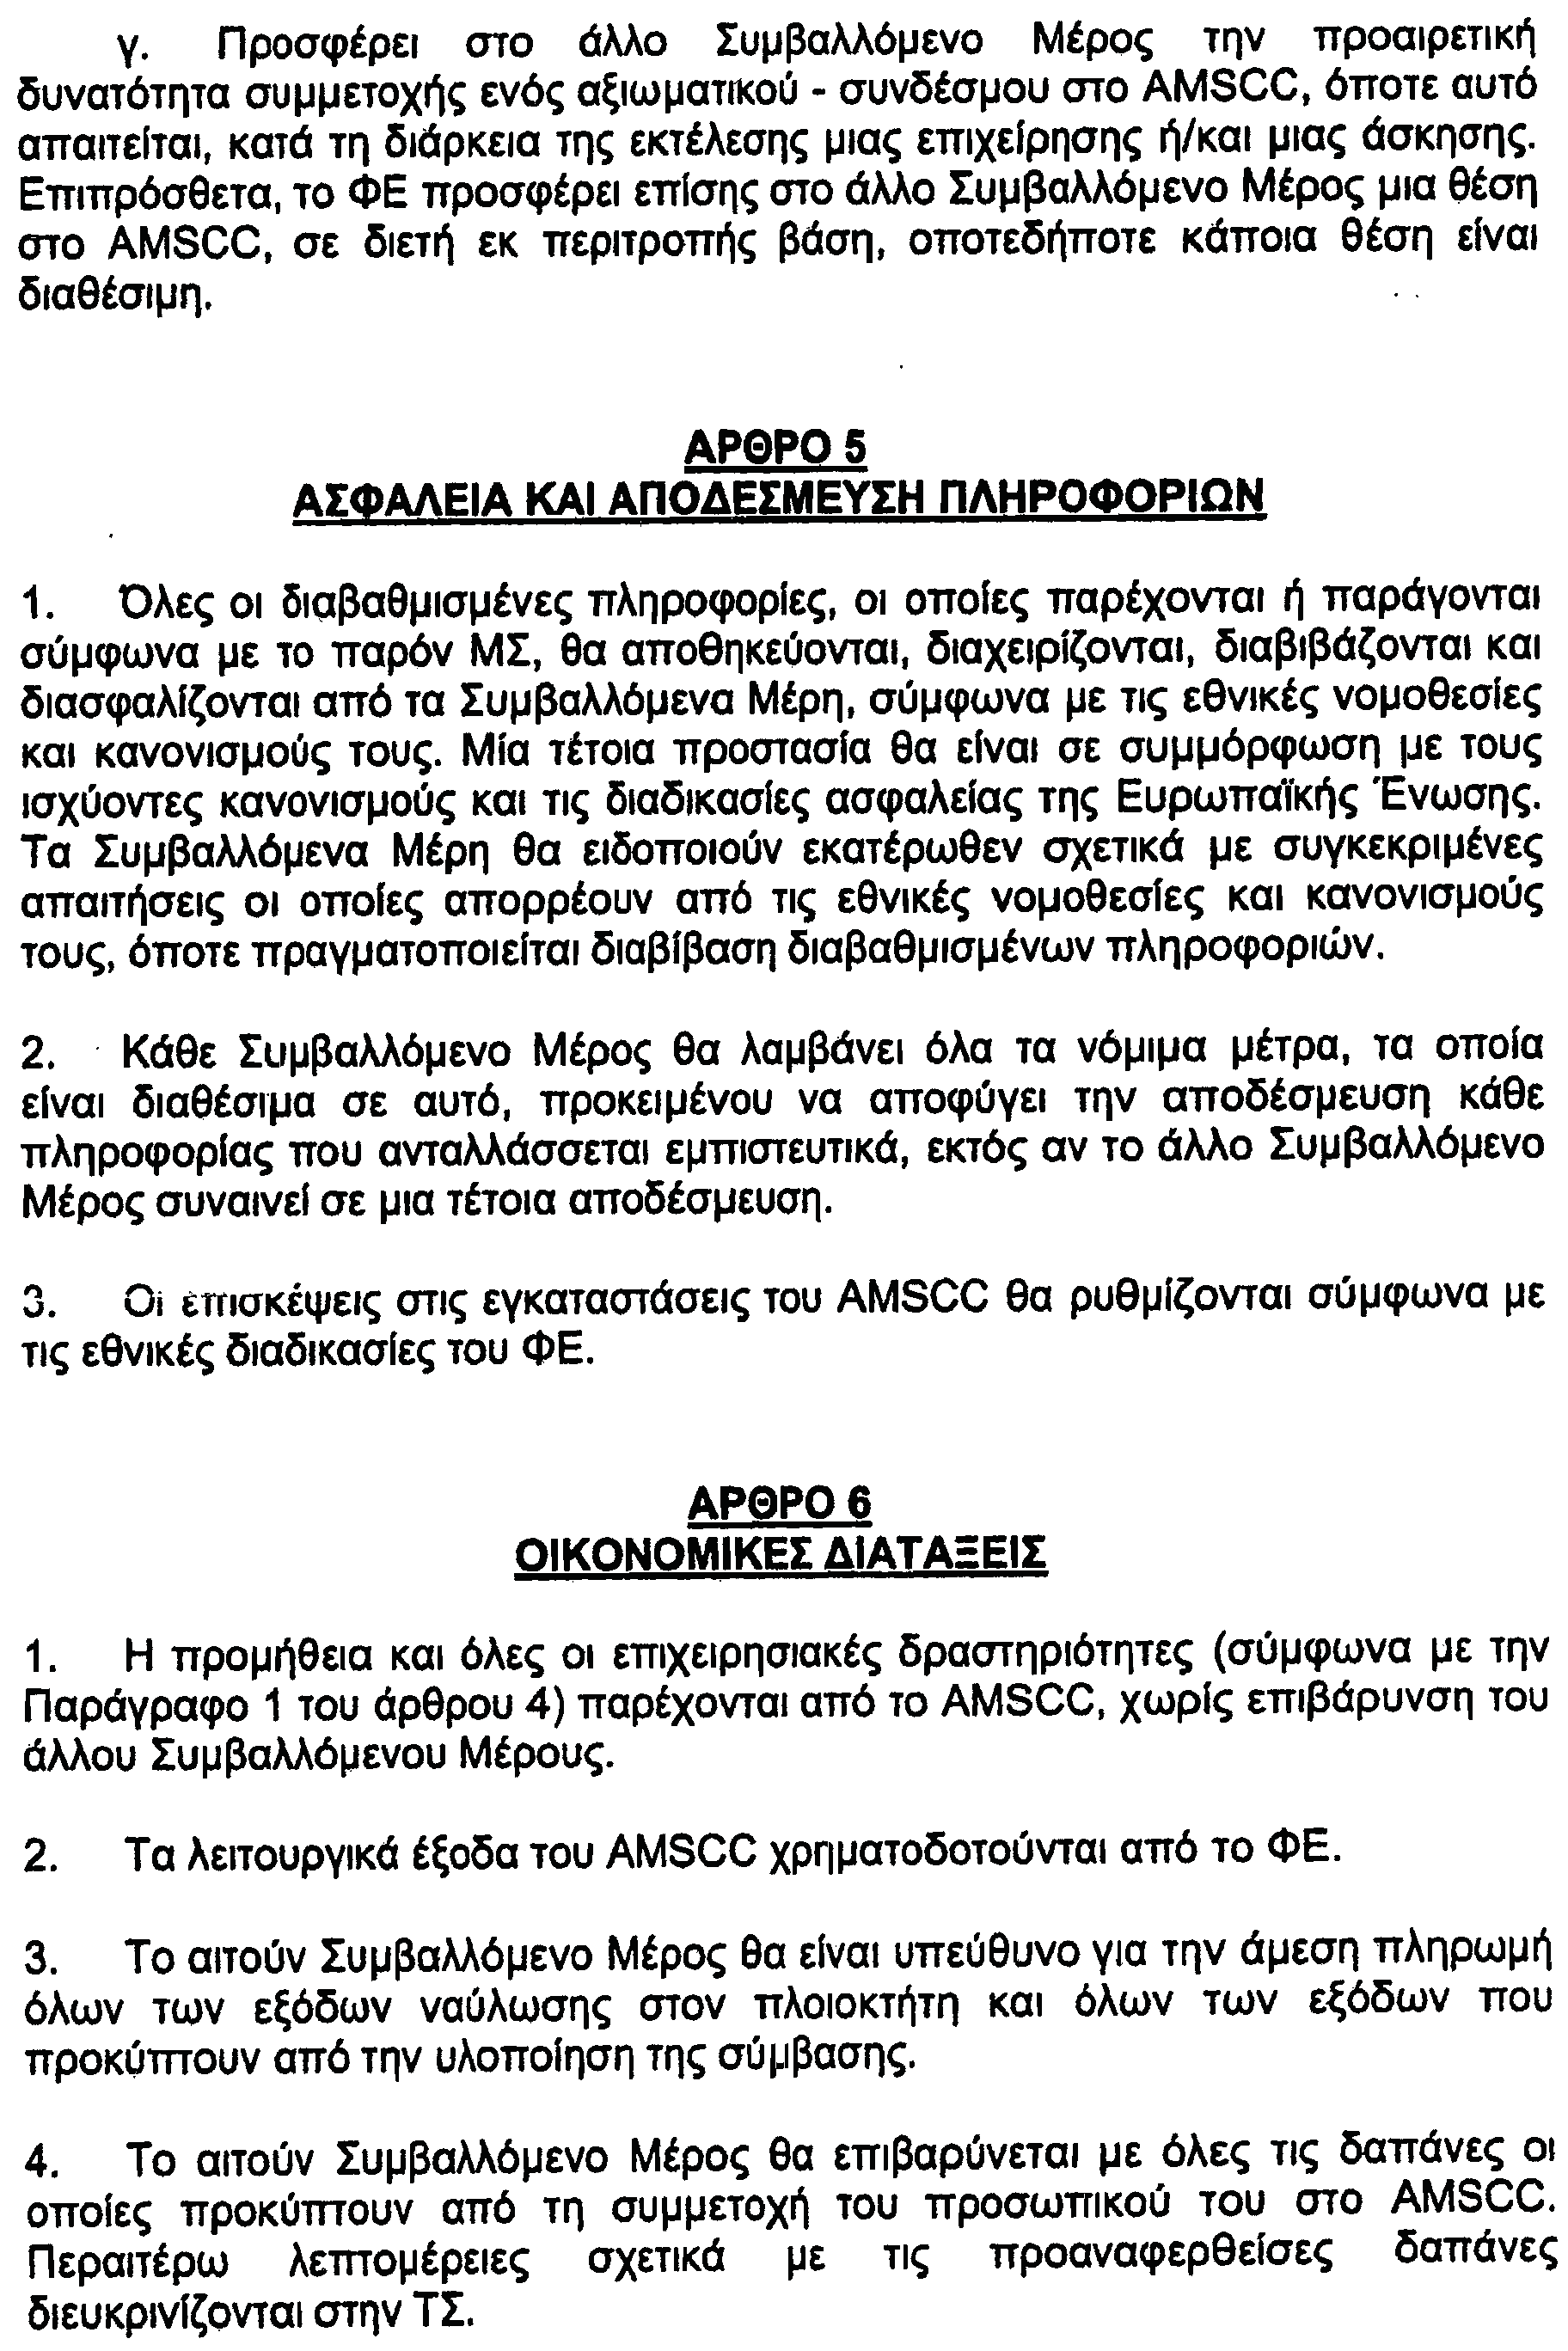 γ. Προσφέρει στο άλλο Συμβαλλόμενο Μέρος την προαιρετική
δυνατότητα συμμετοχής ενός αξιωματικού - συνδέσμου στο AMSCC, όποτε αυτό
απαιτείται, κατά τη διάρκεια της εκτέλεσης μιας επιχείρησης ή/και μιας άσκησης.
Επιπρόσθετα, το ΦΕ προσφέρει επίσης στο άλλο Συμβαλλόμενο Μέρος μια θέση
στο AMSCC, σε διετή εκ περιτροπής βάση, οποτεδήποτε κάποια θέση είναι
διαθέσιμη.
ΑΡΘΡΟ 5
ΑΣΦΑΛΕΙΑ ΚΑΙ ΑΠΟΔΕΣΜΕΥΣΗ ΠΛΗΡΟΦΟΡΙΩΝ
1. Όλες οι διαβαθμισμένες πληροφορίες, οι οποίες παρέχονται ή παράγονται
σύμφωνα με το παρόν ΜΣ, θα αποθηκεύονται, διαχειρίζονται, διαβιβάζονται και
διασφαλίζονται από τα Συμβαλλόμενα Μέρη, σύμφωνα με τις εθνικές νομοθεσίες
και κανονισμούς τους. Μία τέτοια προστασία θα είναι σε συμμόρφωση με τους
ισχύοντες κανονισμούς και τις διαδικασίες ασφαλείας της Ευρωπαϊκής Ένωσης.
Τα Συμβαλλόμενα Μέρη θα ειδοποιούν εκατέρωθεν σχετικά με συγκεκριμένες
απαιτήσεις οι οποίες απορρέουν από τις εθνικές νομοθεσίες και κανονισμούς
τους, όποτε πραγματοποιείται διαβίβαση διαβαθμισμένων πληροφοριών.
2. Κάθε Συμβαλλόμενο Μέρος θα λαμβάνει όλα τα νόμιμα μέτρα, τα οποία
είναι διαθέσιμα σε αυτό, προκειμένου να αποφύγει την αποδέσμευση κάθε
πληροφορίας που ανταλλάσσεται εμπιστευτικά, εκτός αν το άλλο Συμβαλλόμενο
Μέρος συναινεί σε μια τέτοια αποδέσμευση.
3. Οι επισκέψεις στις εγκαταστάσεις του AMSCC θα ρυθμίζονται σύμφωνα με
τις εθνικές διαδικασίες του ΦΕ.
ΑΡΘΡΟ 6
ΟΙΚΟΝΟΜΙΚΕΣ ΔΙΑΤΑΞΕΙΣ
1. Η προμήθεια και όλες οι επιχειρησιακές δραστηριότητες (σύμφωνα με την
Παράγραφο 1 του άρθρου 4) παρέχονται από το AMSCC, χωρίς επιβάρυνση του
άλλου Συμβαλλόμενου Μέρους.
2. Τα λειτουργικά έξοδα του AMSCC χρηματοδοτούνται από το ΦΕ.
3. Το αιτούν Συμβαλλόμενο Μέρος θα είναι υπεύθυνο για την άμεση πληρωμή
όλων των εξόδων ναύλωσης στον πλοιοκτήτη και όλων των εξόδων που
προκύπτουν από την υλοποίηση της σύμβασης.
4. Το αιτούν Συμβαλλόμενο Μέρος θα επιβαρύνεται με όλες τις δαπάνες οι
οποίες προκύπτουν από τη συμμετοχή του προσωπικού του στο AMSCC.
Περαιτέρω λεπτομέρειες σχετικά με τις προαναφερθείσες δαπάνες
διευκρινίζονται στην ΤΣ.